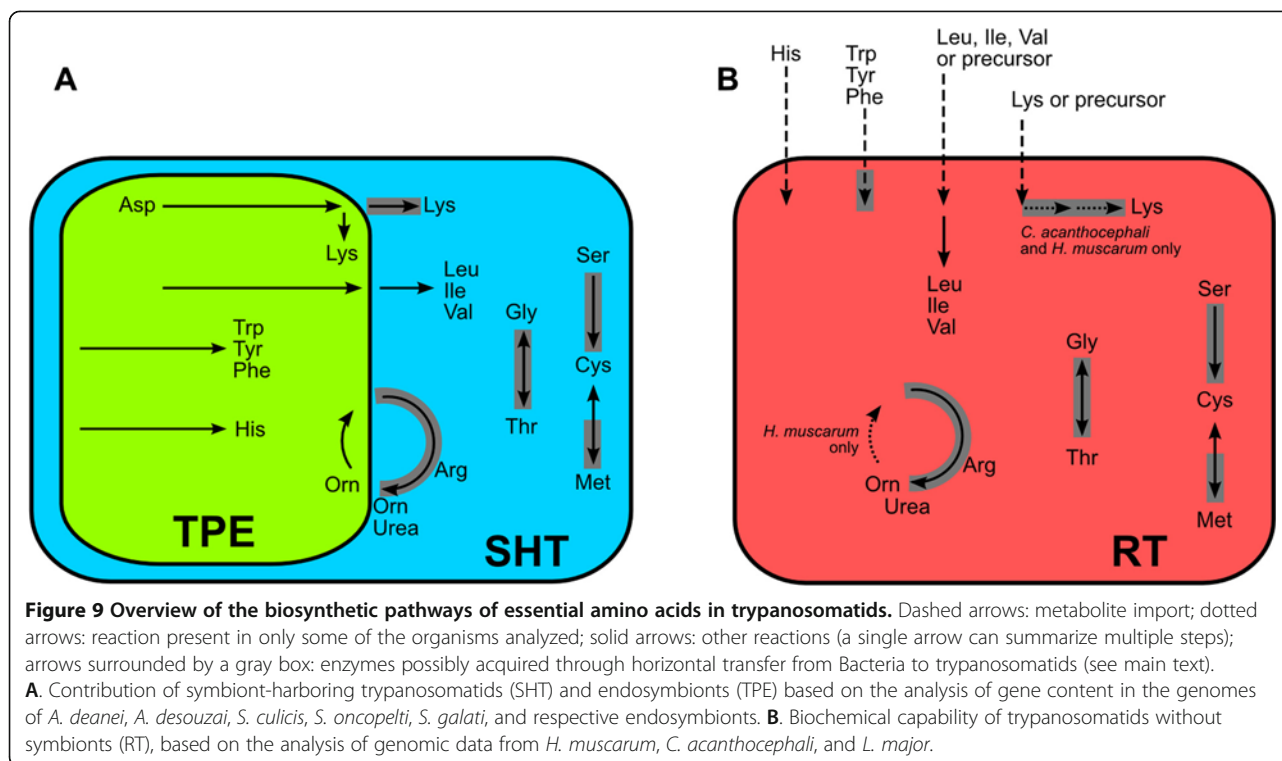 A
Asp
Lys
Lys
Leu
Ile
Val
Trp
Tyr
Phe
His
Orn
Arg
Orn
Urea
Gly
Thr
Ser
Cys
Met
TPE
SHT
B
His
Trp
Tyr
Phe
Leu, Ile, Val
or precursor
Lys or precursor
Lys
C. acanthocephali
and H. muscarum only
Leu
Ile
Val
H. muscarum
only
Orn
Urea
Arg
Gly
Thr
Ser
Cys
Met
RT
Figure 9 Overview of the biosynthetic pathways of essential amino acids in trypanosomatids. Dashed arrows: metabolite import; dotted
arrows: reaction present in only some of the organisms analyzed; solid arrows: other reactions (a single arrow can summarize multiple steps);
arrows surrounded by a gray box: enzymes possibly acquired through horizontal transfer from Bacteria to trypanosomatids (see main text).
A. Contribution of symbiont-harboring trypanosomatids (SHT) and endosymbionts (TPE) based on the analysis of gene content in the genomes
of A. deanei, A. desouzai, S. culicis, S. oncopelti, S. galati, and respective endosymbionts. B. Biochemical capability of trypanosomatids without
symbionts (RT), based on the analysis of genomic data from H. muscarum, C. acanthocephali, and L. major.